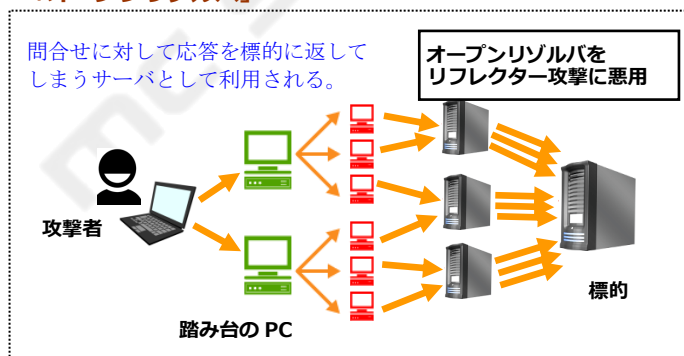 問合せに対して応答を標的に返して
しまうサーバとして利用される。
オープンリゾルバを
リフレクター攻撃に悪用
攻撃者
標的
踏み台の PC